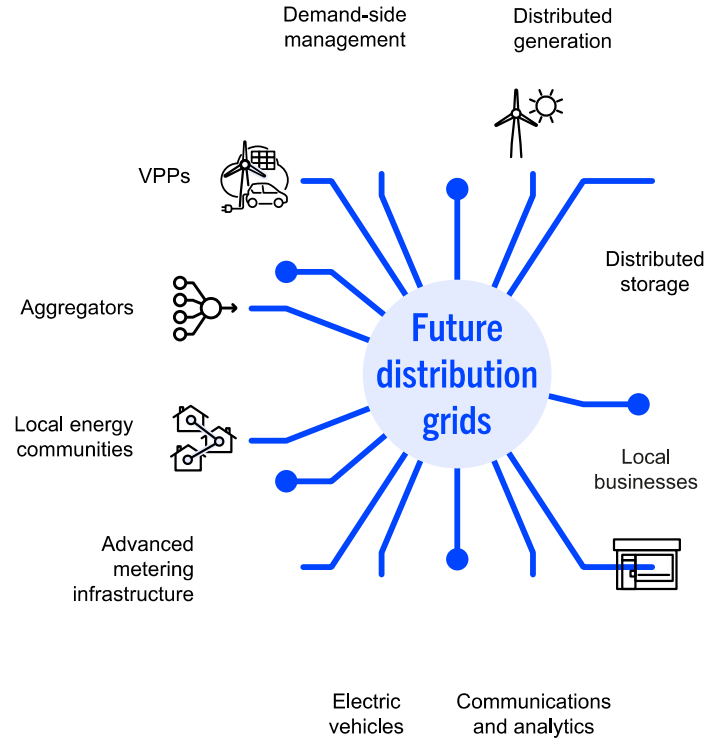 Demand-side
management
Distributed
generation
VPPs
Distributed
storage
Aggregators
Future
distribution
grids
Local energy
communities
Local
businesses
Advanced
metering
infrastructure
Electric
vehicles
Communications
and analytics